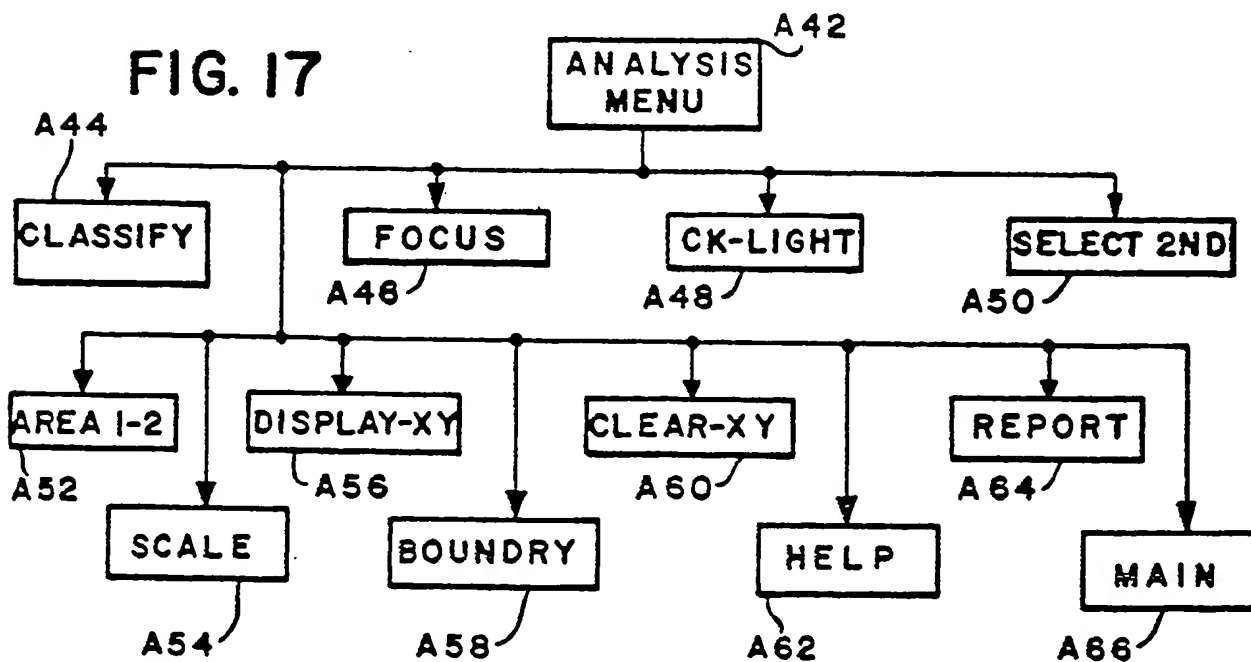 FIG. 17
A42
ANALYSIS
MENU
A44
CLASSIFY
FOCUS
CK-LIGHT
SELECT 2ND
A46
A48
A50
AREA 1-2
DISPLAY-XY
CLEAR-XY
REPORT
A52
A56
A60
A64
SCALE
BOUNDRY
HELP
MAIN
A54
A58
A62
A66